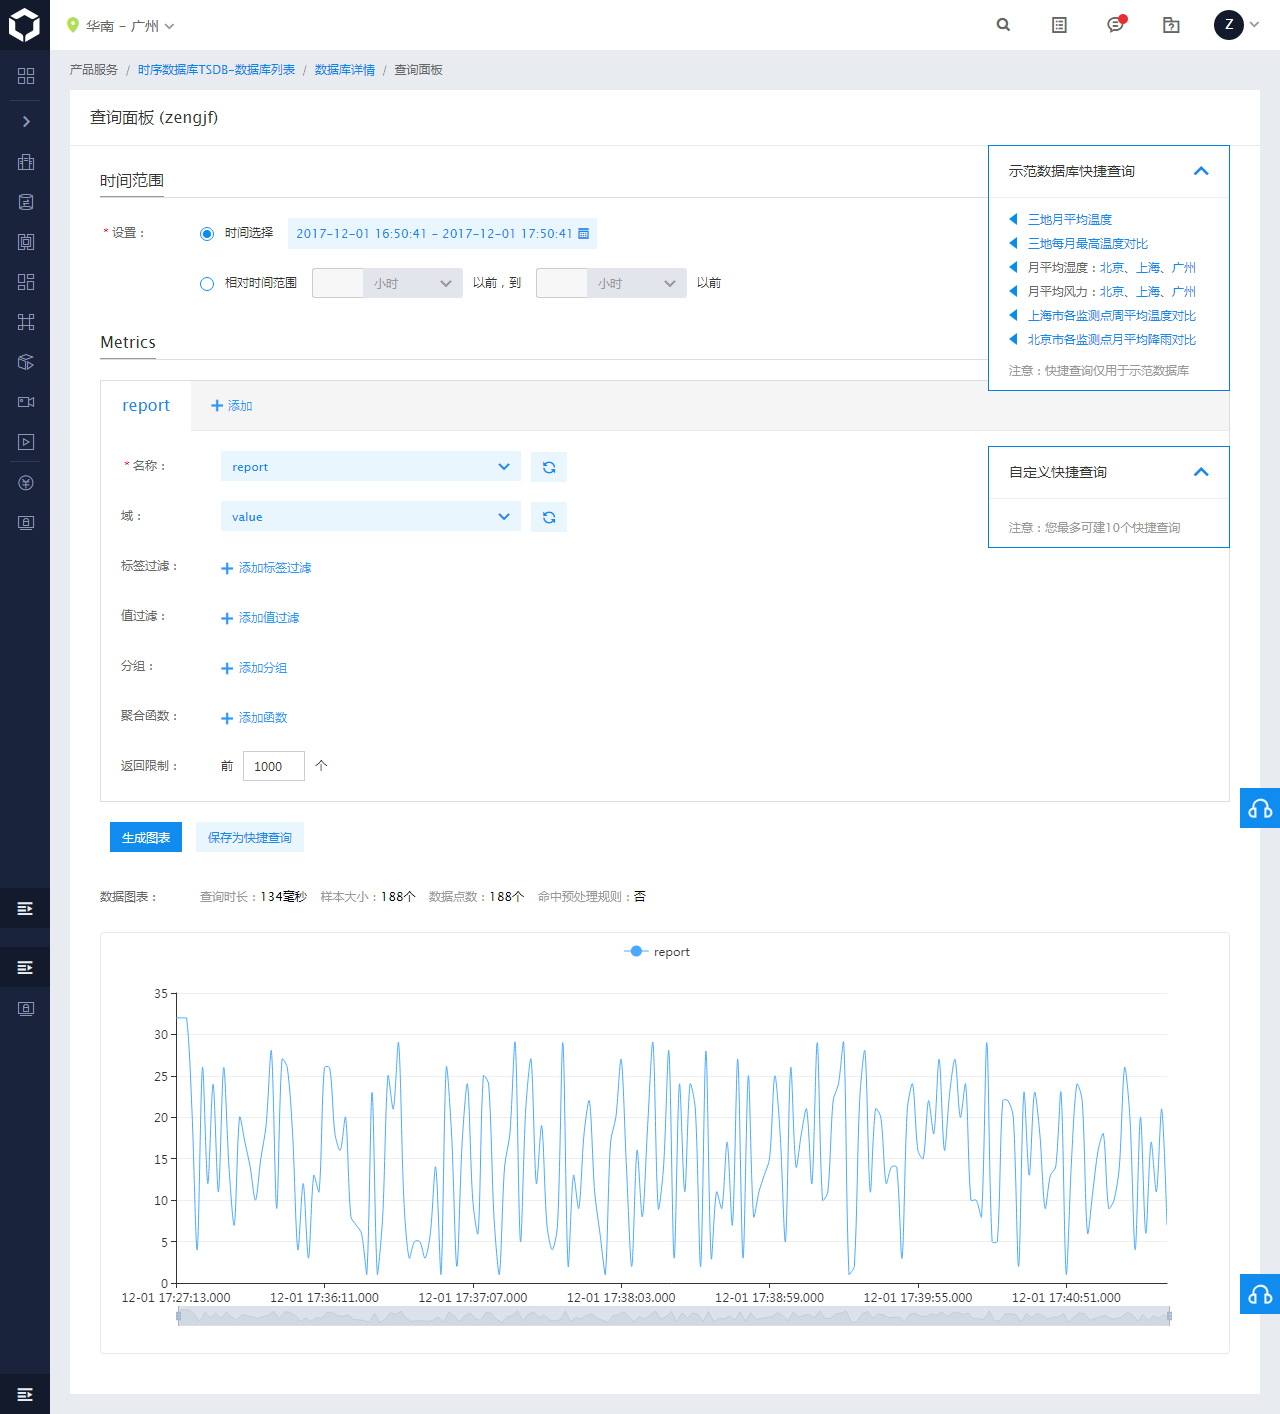 华南 - 广州
Z
产品服务 / 时序数据库TSDB-数据库列表 / 数据库详情 / 查询面板
查询面板 (zengjf)
时间范围
* 设置：
时间选择
2017-12-01 16:50:41 - 2017-12-01 17:50:41
相对时间范围
小时
以前，到
小时
以前
示范数据库快捷查询
三地月平均温度
三地每月最高温度对比
月平均湿度：北京、上海、广州
月平均风力：北京、上海、广州
上海市各监测点周平均温度对比
北京市各监测点月平均降雨对比
注意：快捷查询仅用于示范数据库
Metrics
report
添加
* 名称：
report
域：
value
标签过滤：
添加标签过滤
值过滤：
添加值过滤
分组：
添加分组
聚合函数：
添加函数
返回限制：
前 1000 个
自定义快捷查询
注意：您最多可建10个快捷查询
生成图表
保存为快捷查询
数据图表：
查询时长：134毫秒 样本大小：188个 数据点数：188个 命中预处理规则：否
report
35
30
25
20
15
10
5
0
12-01 17:27:13.000 12-01 17:36:11.000 12-01 17:37:07.000 12-01 17:38:03.000 12-01 17:38:59.000 12-01 17:39:55.000 12-01 17:40:51.000